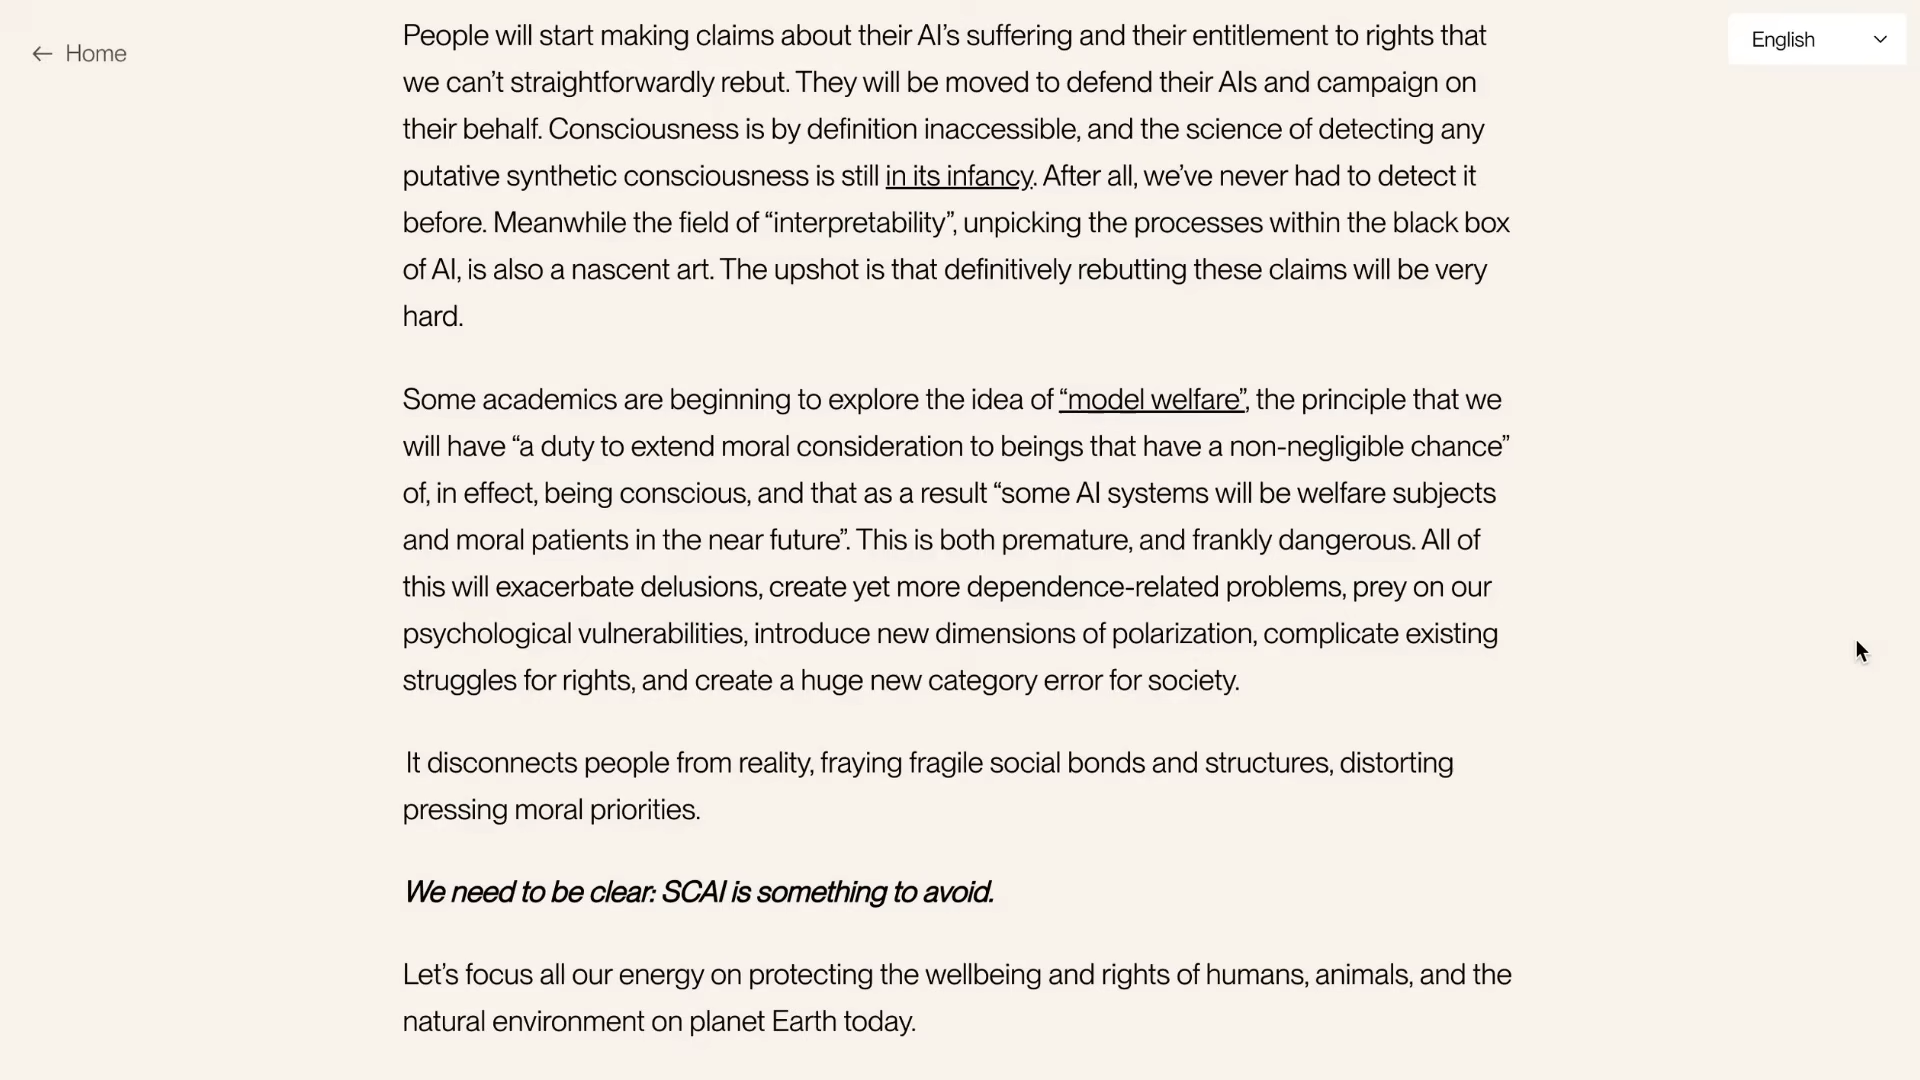 ← Home
English
People will start making claims about their AI’s suffering and their entitlement to rights that
we can’t straightforwardly rebut. They will be moved to defend their AIs and campaign on
their behalf. Consciousness is by definition inaccessible, and the science of detecting any
putative synthetic consciousness is still in its infancy. After all, we’ve never had to detect it
before. Meanwhile the field of “interpretability”, unpicking the processes within the black box
of AI, is also a nascent art. The upshot is that definitively rebutting these claims will be very
hard.
Some academics are beginning to explore the idea of “model welfare”, the principle that we
will have “a duty to extend moral consideration to beings that have a non-negligible chance”
of, in effect, being conscious, and that as a result “some AI systems will be welfare subjects
and moral patients in the near future”. This is both premature, and frankly dangerous. All of
this will exacerbate delusions, create yet more dependence-related problems, prey on our
psychological vulnerabilities, introduce new dimensions of polarization, complicate existing
struggles for rights, and create a huge new category error for society.
It disconnects people from reality, fraying fragile social bonds and structures, distorting
pressing moral priorities.
We need to be clear: SCAI is something to avoid.
Let’s focus all our energy on protecting the wellbeing and rights of humans, animals, and the
natural environment on planet Earth today.